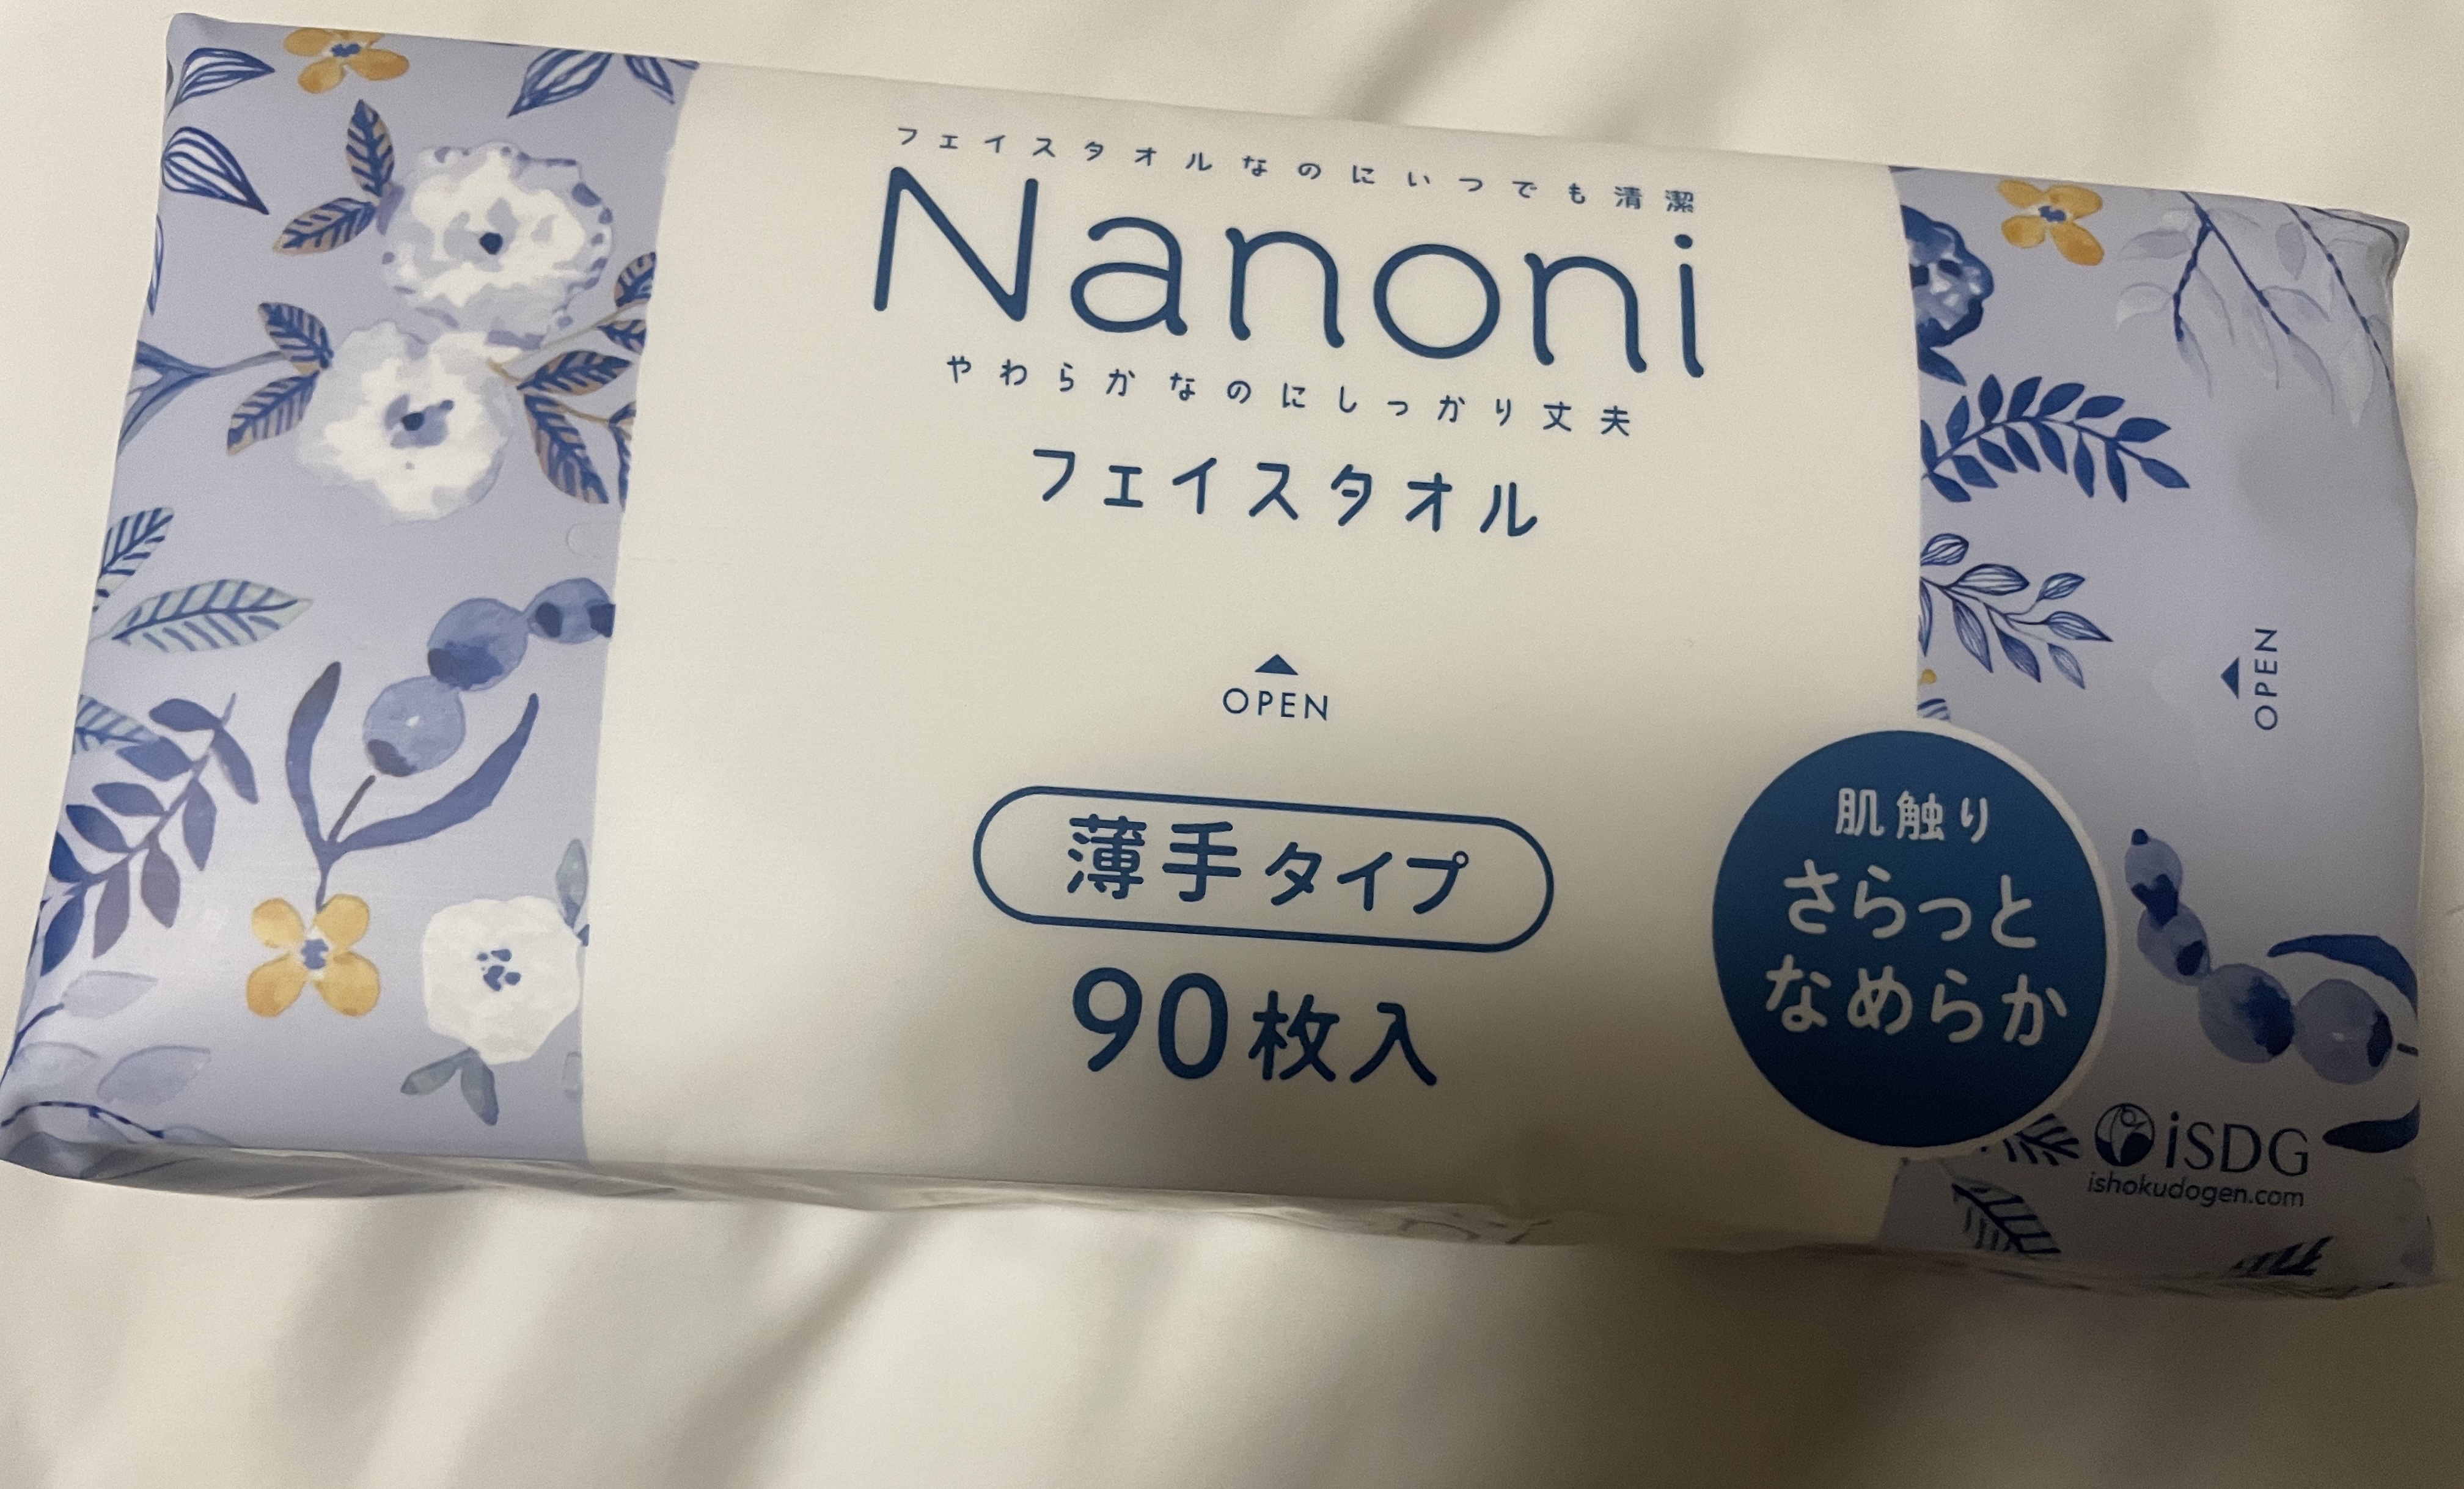 フェイスタオルなのにいつでも清潔
Nanoni
やわらかなのにしっかり丈夫
フェイスタオル
OPEN
薄手タイプ
90枚入
肌触り
さらっと
なめらか
OPEN
iSDG
ishokudogen.com